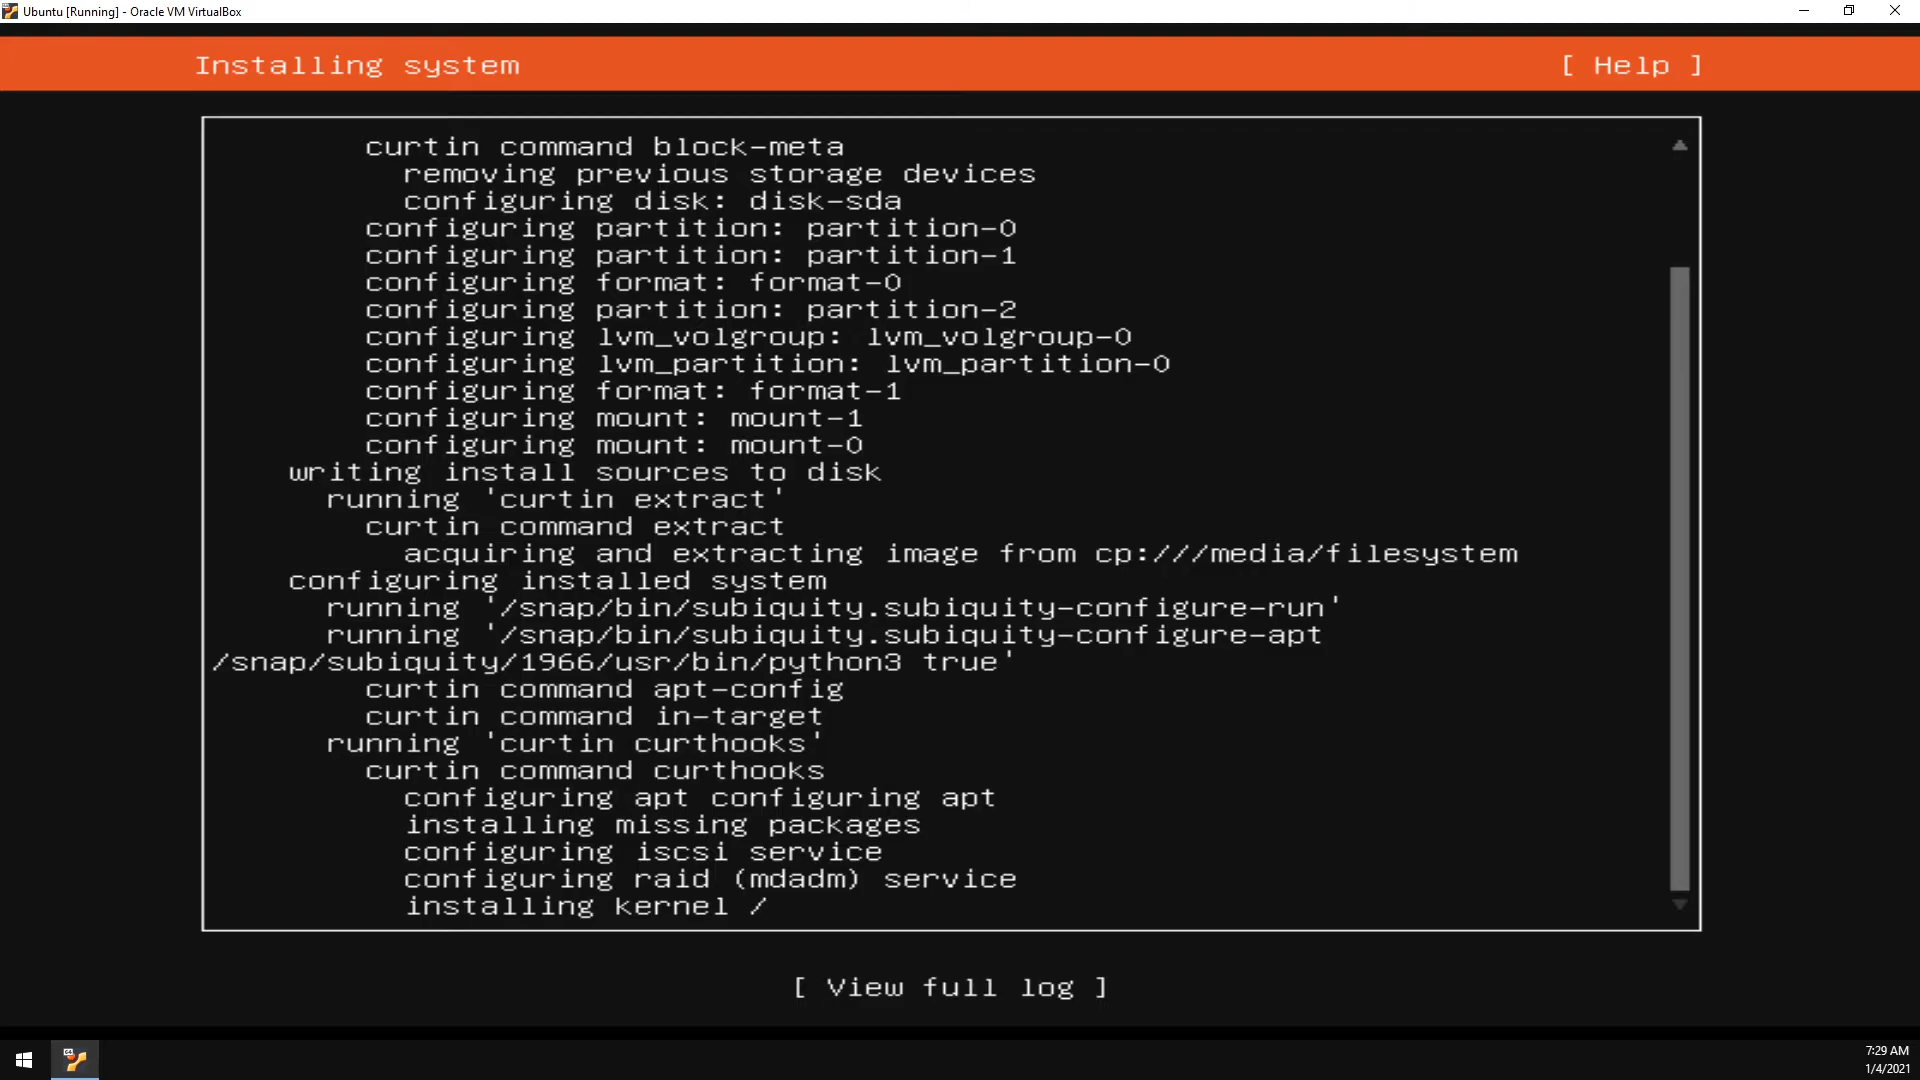 Ubuntu [Running] - Oracle VM VirtualBox
Installing system [ Help ]
curtin command block-meta
removing previous storage devices
configuring disk: disk-sda
configuring partition: partition-0
configuring partition: partition-1
configuring format: format-0
configuring partition: partition-2
configuring lvm_volgroup: lvm_volgroup-0
configuring lvm_partition: lvm_partition-0
configuring format: format-1
configuring mount: mount-1
configuring mount: mount-0
writing install sources to disk
running 'curtin extract'
curtin command extract
acquiring and extracting image from cp:///media/filesystem
configuring installed system
running '/snap/bin/subiquity.subiquity-configure-run'
running '/snap/bin/subiquity.subiquity-configure-apt
/snap/subiquity/1966/usr/bin/python3 true'
curtin command apt-config
curtin command in-target
running 'curtin curthooks'
curtin command curthooks
configuring apt configuring apt
installing missing packages
configuring iscsi service
configuring raid (mdadm) service
installing kernel /
[ View full log ]
7:29 AM
1/4/2021